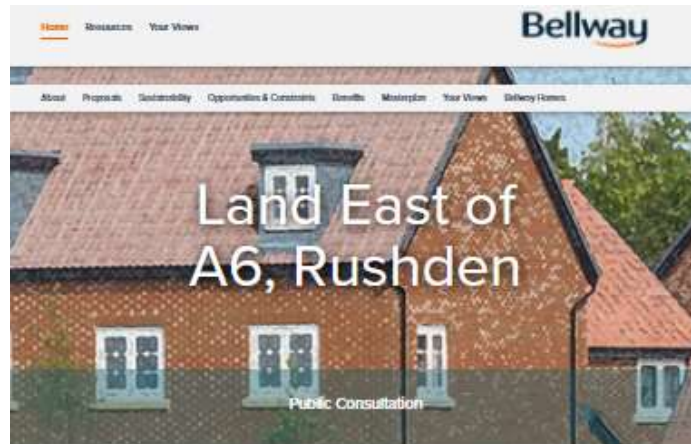 Home Resources Your Views
Bellway
About Proposals Sustainability Opportunities & Constraints Benefits Masterplan Your Views Bellway Homes
Land East of
A6, Rushden
Public Consultation